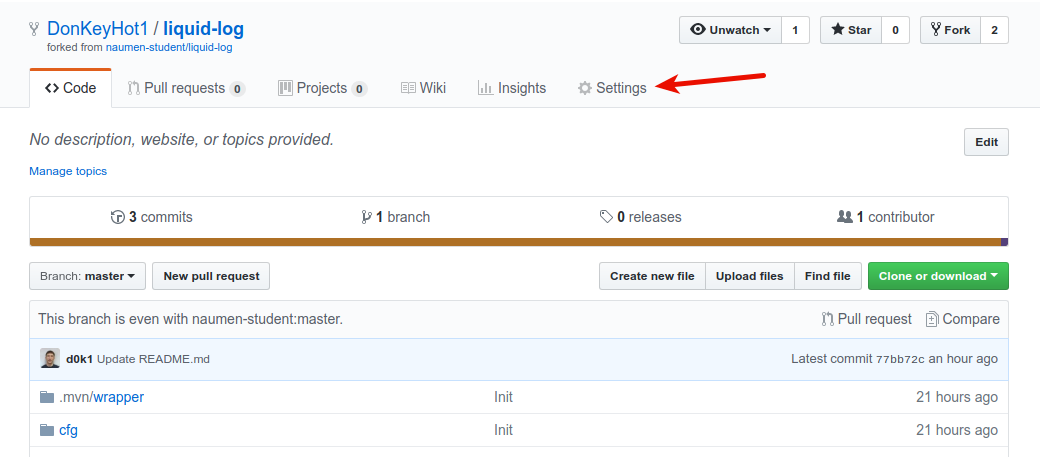 DonKeyHot1 / liquid-log
forked from naumen-student/liquid-log
Unwatch 1 Star 0 Fork 2
Code Pull requests 0 Projects 0 Wiki Insights Settings
No description, website, or topics provided.
Edit
Manage topics
3 commits 1 branch 0 releases 1 contributor
Branch: master New pull request Create new file Upload files Find file Clone or download
This branch is even with naumen-student:master. Pull request Compare
d0k1 Update README.md Latest commit 77bb72c an hour ago
.mvn/wrapper Init 21 hours ago
cfg Init 21 hours ago